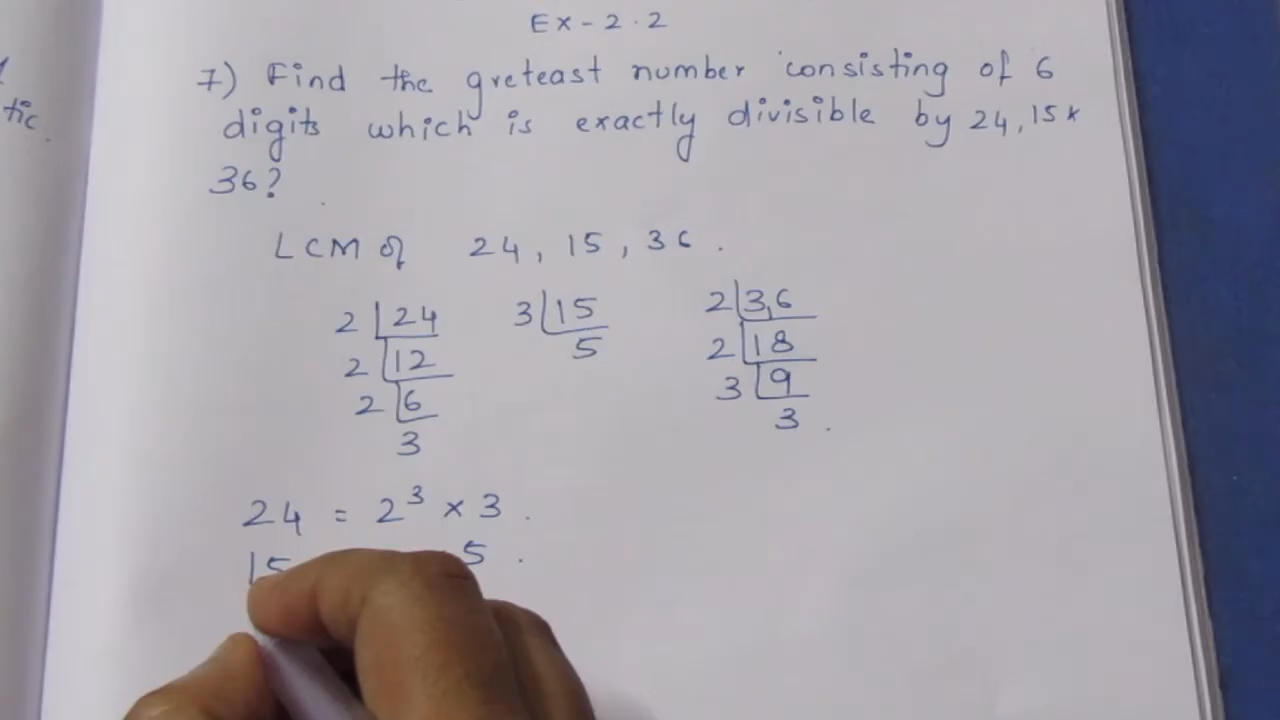 Ex-2.2
7) Find the greteast number consisting of 6
tic.
digits which is exactly divisible by 24, 15 &
36?
LCM of 24, 15, 36.
2 24 3 15 2 36
2 12 5 2 18
2 6 3 9
3 3.
24 = 2³ × 3.
15 5.